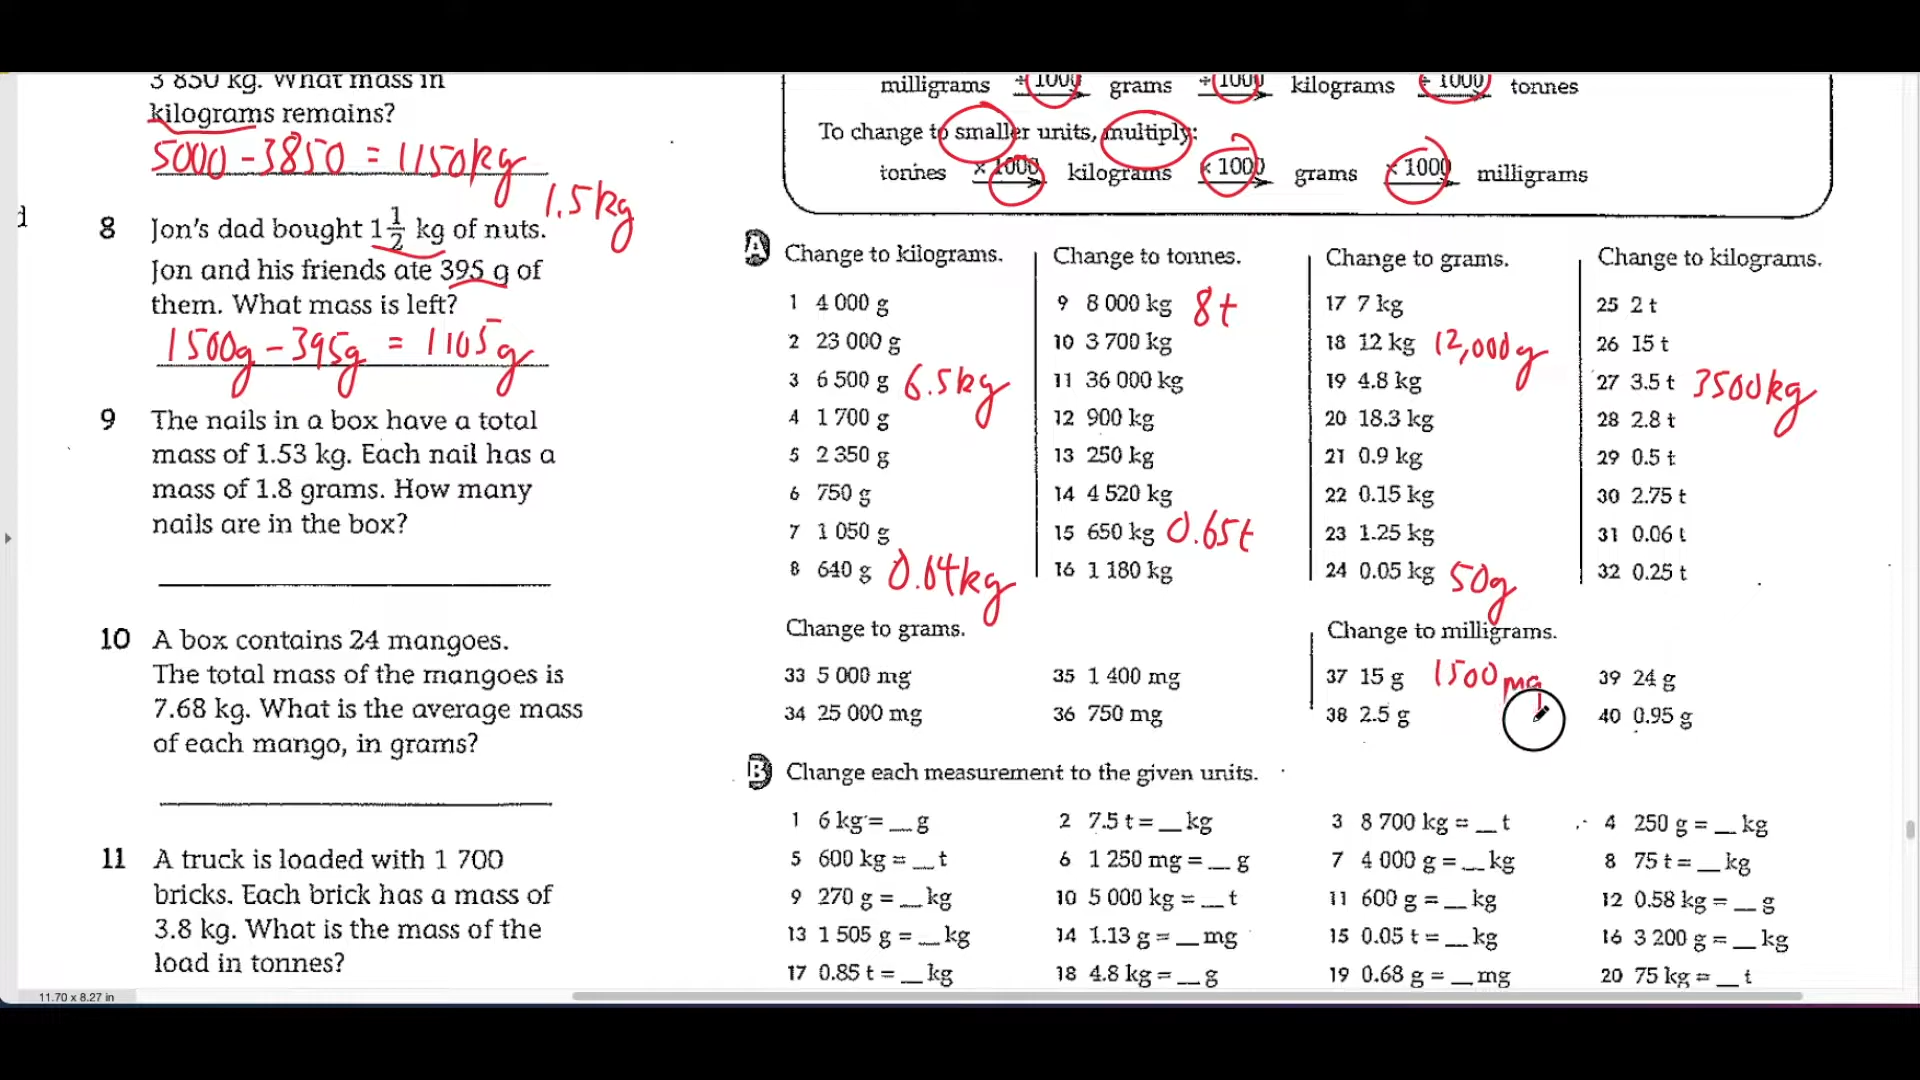 3 850 kg. What mass in
kilograms remains?
5000 - 3850 = 1150kg
1.5kg
8 Jon's dad bought 1 1/2 kg of nuts.
Jon and his friends ate 395 g of
them. What mass is left?
1500g - 395g = 1105g
9 The nails in a box have a total
mass of 1.53 kg. Each nail has a
mass of 1.8 grams. How many
nails are in the box?
10 A box contains 24 mangoes.
The total mass of the mangoes is
7.68 kg. What is the average mass
of each mango, in grams?
11 A truck is loaded with 1 700
bricks. Each brick has a mass of
3.8 kg. What is the mass of the
load in tonnes?
11.70 x 8.27 in
milligrams ÷ 1000 grams ÷ 1000 kilograms ÷ 1000 tonnes
To change to smaller units, multiply:
tonnes × 1000 kilograms × 1000 grams × 1000 milligrams
A Change to kilograms. Change to tonnes. Change to grams. Change to kilograms.
1 4 000 g 9 8 000 kg 8t 17 7 kg 25 2 t
2 23 000 g 10 3 700 kg 18 12 kg 12,000g 26 15 t
3 6 500 g 6.5kg 11 36 000 kg 19 4.8 kg 27 3.5 t 3500kg
4 1 700 g 12 900 kg 20 18.3 kg 28 2.8 t
5 2 350 g 13 250 kg 21 0.9 kg 29 0.5 t
6 750 g 14 4 520 kg 22 0.15 kg 30 2.75 t
7 1 050 g 15 650 kg 0.65t 23 1.25 kg 31 0.06 t
8 640 g 0.64kg 16 1 180 kg 24 0.05 kg 50g 32 0.25 t
Change to grams. Change to milligrams.
33 5 000 mg 35 1 400 mg 37 15 g 1500mg 39 24 g
34 25 000 mg 36 750 mg 38 2.5 g 40 0.95 g
B Change each measurement to the given units.
1 6 kg = __ g 2 7.5 t = __ kg 3 8 700 kg = __ t 4 250 g = __ kg
5 600 kg = __ t 6 1 250 mg = __ g 7 4 000 g = __ kg 8 75 t = __ kg
9 270 g = __ kg 10 5 000 kg = __ t 11 600 g = __ kg 12 0.58 kg = __ g
13 1 505 g = __ kg 14 1.13 g = __ mg 15 0.05 t = __ kg 16 3 200 g = __ kg
17 0.85 t = __ kg 18 4.8 kg = __ g 19 0.68 g = __ mg 20 75 kg = __ t